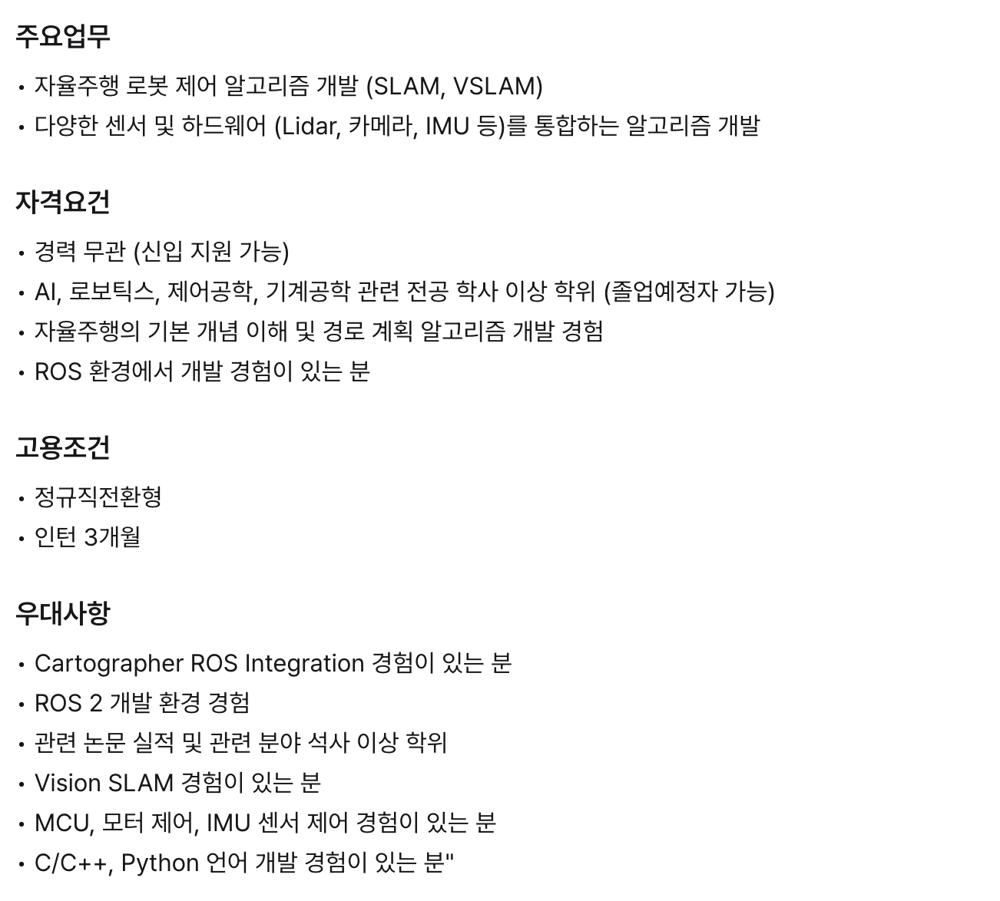 주요업무
• 자율주행 로봇 제어 알고리즘 개발 (SLAM, VSLAM)
• 다양한 센서 및 하드웨어 (Lidar, 카메라, IMU 등)를 통합하는 알고리즘 개발
자격요건
• 경력 무관 (신입 지원 가능)
• AI, 로보틱스, 제어공학, 기계공학 관련 전공 학사 이상 학위 (졸업예정자 가능)
• 자율주행의 기본 개념 이해 및 경로 계획 알고리즘 개발 경험
• ROS 환경에서 개발 경험이 있는 분
고용조건
• 정규직전환형
• 인턴 3개월
우대사항
• Cartographer ROS Integration 경험이 있는 분
• ROS 2 개발 환경 경험
• 관련 논문 실적 및 관련 분야 석사 이상 학위
• Vision SLAM 경험이 있는 분
• MCU, 모터 제어, IMU 센서 제어 경험이 있는 분
• C/C++, Python 언어 개발 경험이 있는 분"